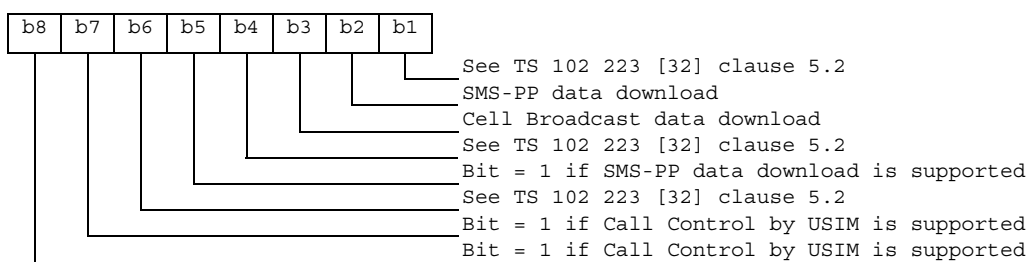 b8 b7 b6 b5 b4 b3 b2 b1
See TS 102 223 [32] clause 5.2
SMS-PP data download
Cell Broadcast data download
See TS 102 223 [32] clause 5.2
Bit = 1 if SMS-PP data download is supported
See TS 102 223 [32] clause 5.2
Bit = 1 if Call Control by USIM is supported
Bit = 1 if Call Control by USIM is supported